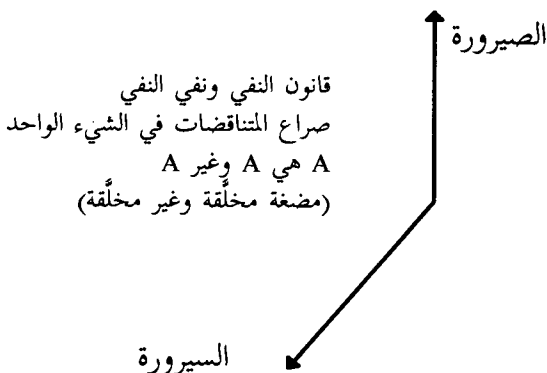 الصيرورة
قانون النفي ونفي النفي
صراع المتناقضات في الشيء الواحد
A هي A وغير A
(مضغة مخلَّقة وغير مخلَّقة)
السيرورة